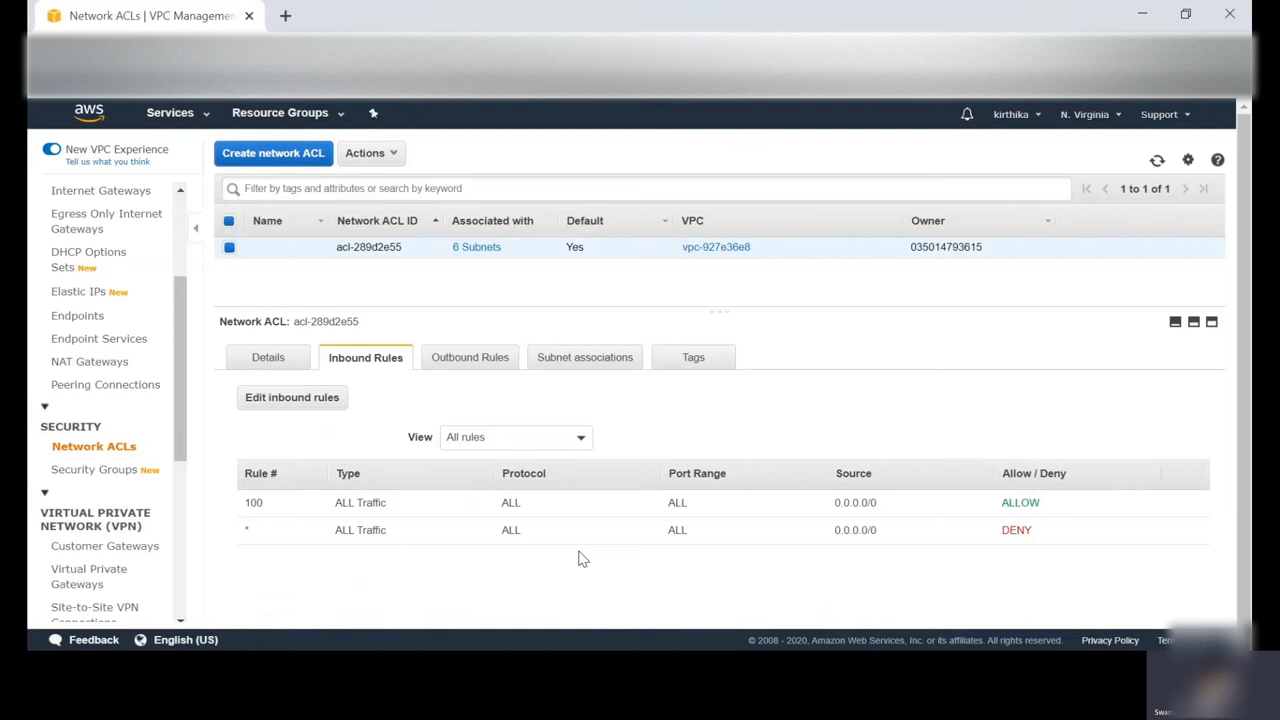 Network ACLs | VPC Managemen
aws
Services
Resource Groups
kirthika
N. Virginia
Support
New VPC Experience
Tell us what you think
Internet Gateways
Egress Only Internet
Gateways
DHCP Options
Sets New
Elastic IPs New
Endpoints
Endpoint Services
NAT Gateways
Peering Connections
SECURITY
Network ACLs
Security Groups New
VIRTUAL PRIVATE
NETWORK (VPN)
Customer Gateways
Virtual Private
Gateways
Site-to-Site VPN
Connections
Create network ACL
Actions
Filter by tags and attributes or search by keyword
1 to 1 of 1
Name Network ACL ID Associated with Default VPC Owner
acl-289d2e55 6 Subnets Yes vpc-927e36e8 035014793615
Network ACL: acl-289d2e55
Details Inbound Rules Outbound Rules Subnet associations Tags
Edit inbound rules
View All rules
Rule # Type Protocol Port Range Source Allow / Deny
100 ALL Traffic ALL ALL 0.0.0.0/0 ALLOW
* ALL Traffic ALL ALL 0.0.0.0/0 DENY
Feedback English (US)
© 2008 - 2020, Amazon Web Services, Inc. or its affiliates. All rights reserved. Privacy Policy
Swam